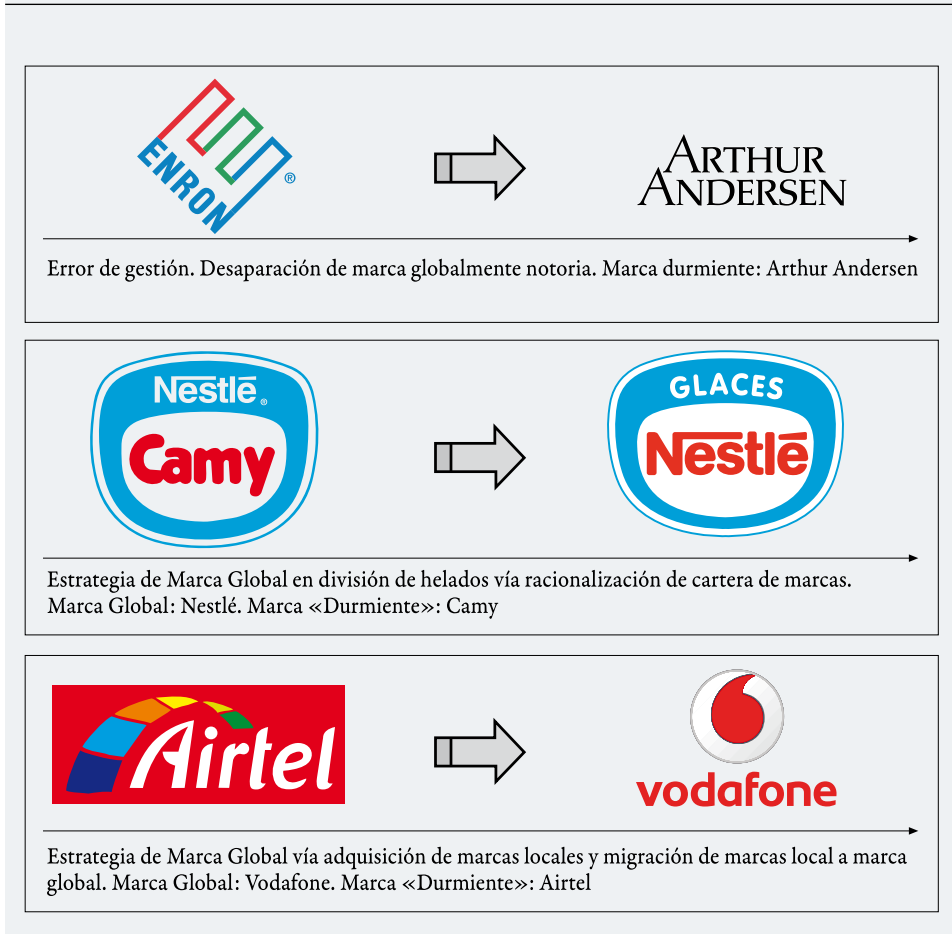 ENRON
®
ARTHUR
ANDERSEN
Error de gestión. Desaparación de marca globalmente notoria. Marca durmiente: Arthur Andersen
Nestlé®
Camy
GLACES
Nestlé
Estrategia de Marca Global en división de helados vía racionalización de cartera de marcas.
Marca Global: Nestlé. Marca «Durmiente»: Camy
Airtel
vodafone
Estrategia de Marca Global vía adquisición de marcas locales y migración de marcas local a marca
global. Marca Global: Vodafone. Marca «Durmiente»: Airtel